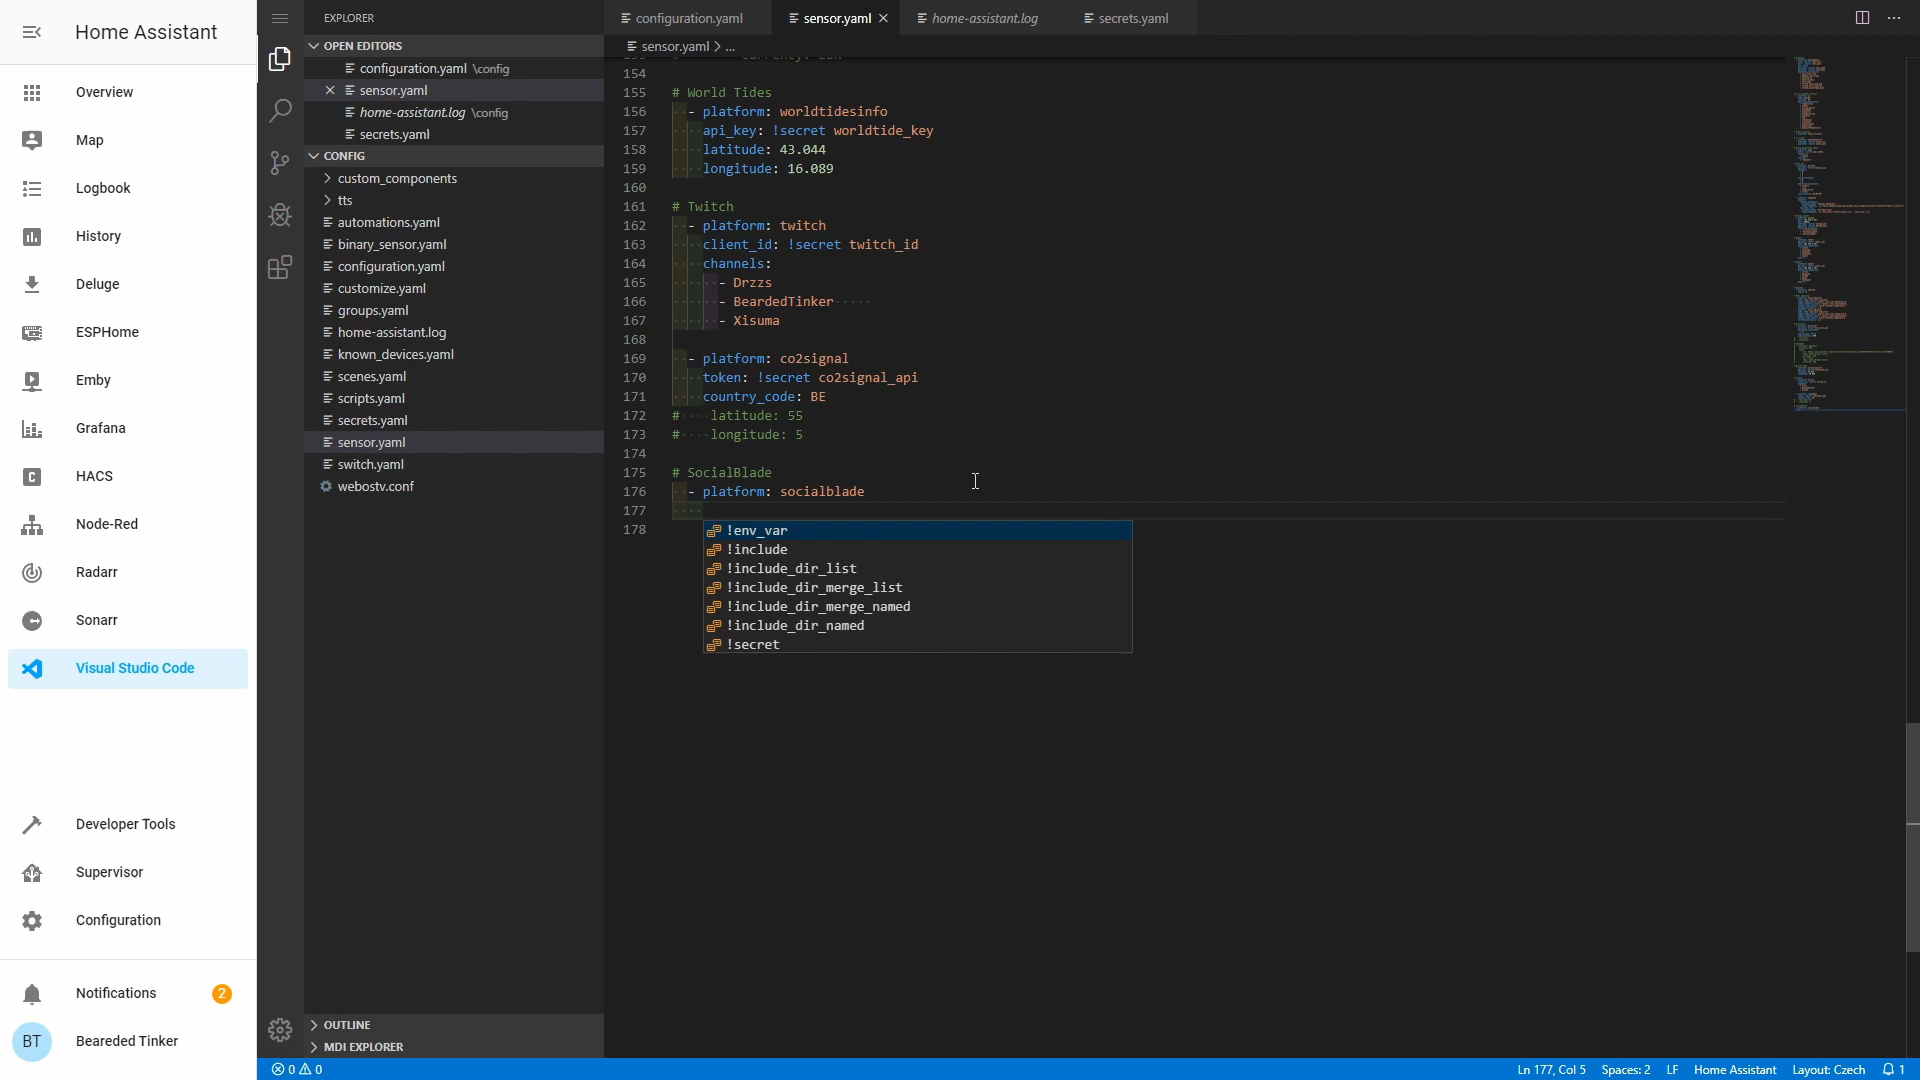 Home Assistant
Overview
Map
Logbook
History
Deluge
ESPHome
Emby
Grafana
HACS
Node-Red
Radarr
Sonarr
Visual Studio Code
Developer Tools
Supervisor
Configuration
Notifications 2
BT Beareded Tinker
EXPLORER
OPEN EDITORS
configuration.yaml \config
sensor.yaml
home-assistant.log \config
secrets.yaml
CONFIG
custom_components
tts
automations.yaml
binary_sensor.yaml
configuration.yaml
customize.yaml
groups.yaml
home-assistant.log
known_devices.yaml
scenes.yaml
scripts.yaml
secrets.yaml
sensor.yaml
switch.yaml
webostv.conf
OUTLINE
MDI EXPLORER
configuration.yaml sensor.yaml home-assistant.log secrets.yaml
sensor.yaml > ...
154
155 # World Tides
156 - platform: worldtidesinfo
157 api_key: !secret worldtide_key
158 latitude: 43.044
159 longitude: 16.089
160
161 # Twitch
162 - platform: twitch
163 client_id: !secret twitch_id
164 channels:
165 - Drzzs
166 - BeardedTinker
167 - Xisuma
168
169 - platform: co2signal
170 token: !secret co2signal_api
171 country_code: BE
172 # latitude: 55
173 # longitude: 5
174
175 # SocialBlade
176 - platform: socialblade
177
178
!env_var
!include
!include_dir_list
!include_dir_merge_list
!include_dir_merge_named
!include_dir_named
!secret
0 0
Ln 177, Col 5 Spaces: 2 LF Home Assistant Layout: Czech 1